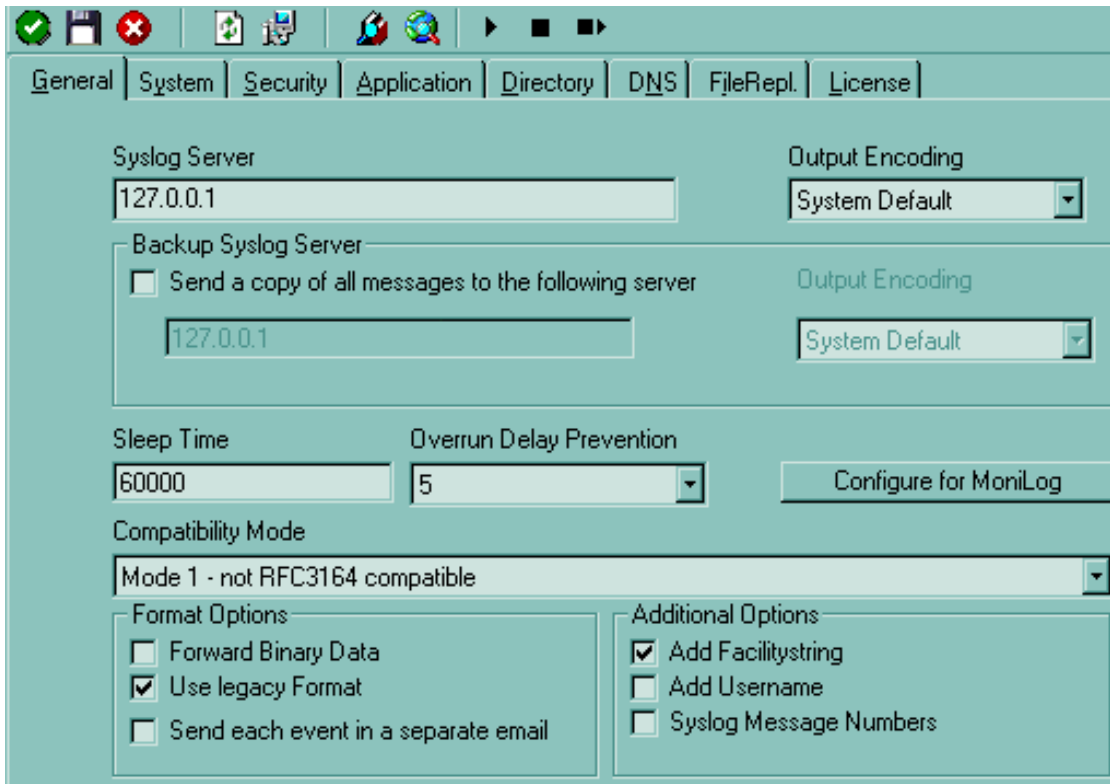 General System Security Application Directory DNS FileRepl. License
Syslog Server Output Encoding
127.0.0.1 System Default
Backup Syslog Server
Send a copy of all messages to the following server Output Encoding
127.0.0.1 System Default
Sleep Time Overrun Delay Prevention
60000 5 Configure for MoniLog
Compatibility Mode
Mode 1 - not RFC3164 compatible
Format Options Additional Options
Forward Binary Data Add Facilitystring
Use legacy Format Add Username
Send each event in a separate email Syslog Message Numbers